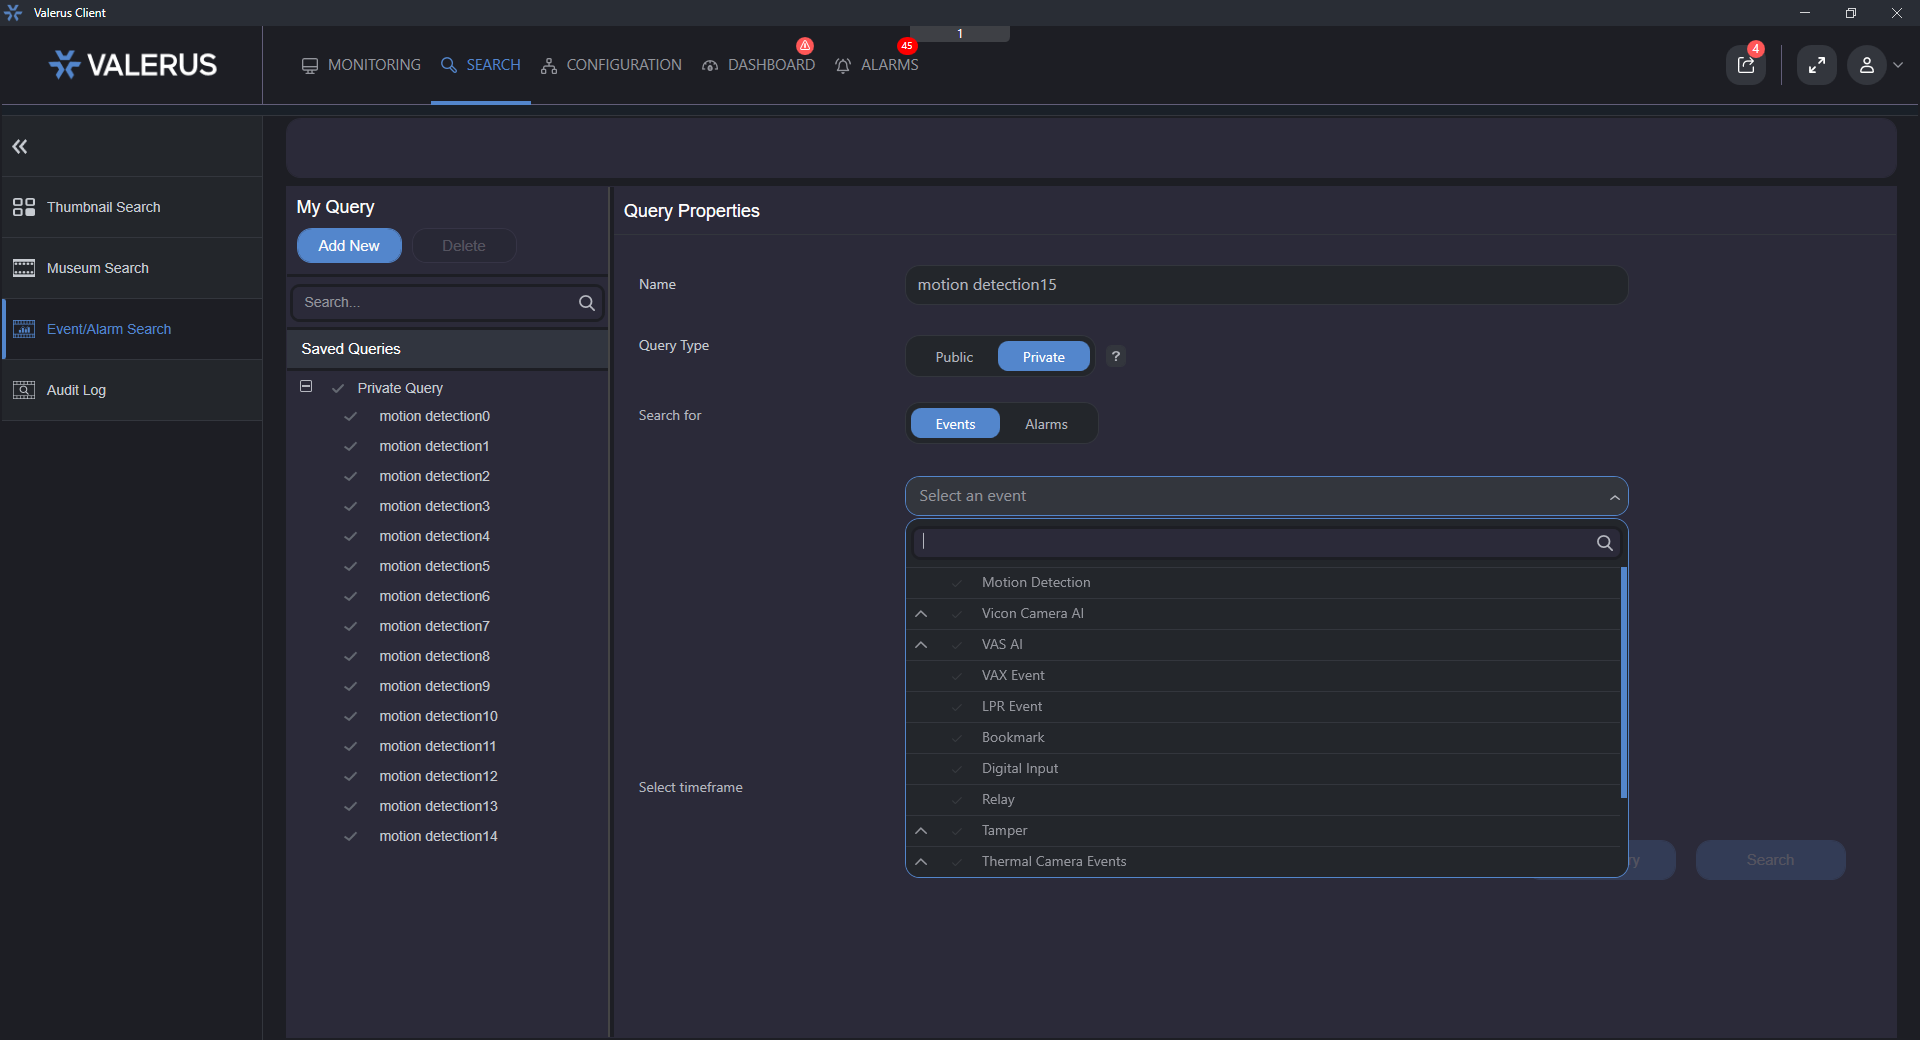 Valerus Client
VALERUS
MONITORING
SEARCH
CONFIGURATION
DASHBOARD
45
ALARMS
1
4
Thumbnail Search
Museum Search
Event/Alarm Search
Audit Log
My Query
Add New
Delete
Search...
Saved Queries
Private Query
motion detection0
motion detection1
motion detection2
motion detection3
motion detection4
motion detection5
motion detection6
motion detection7
motion detection8
motion detection9
motion detection10
motion detection11
motion detection12
motion detection13
motion detection14
Query Properties
Name
motion detection15
Query Type
Public
Private
?
Search for
Events
Alarms
Select an event
Motion Detection
Vicon Camera AI
VAS AI
VAX Event
LPR Event
Bookmark
Digital Input
Relay
Tamper
Thermal Camera Events
Select timeframe
Search